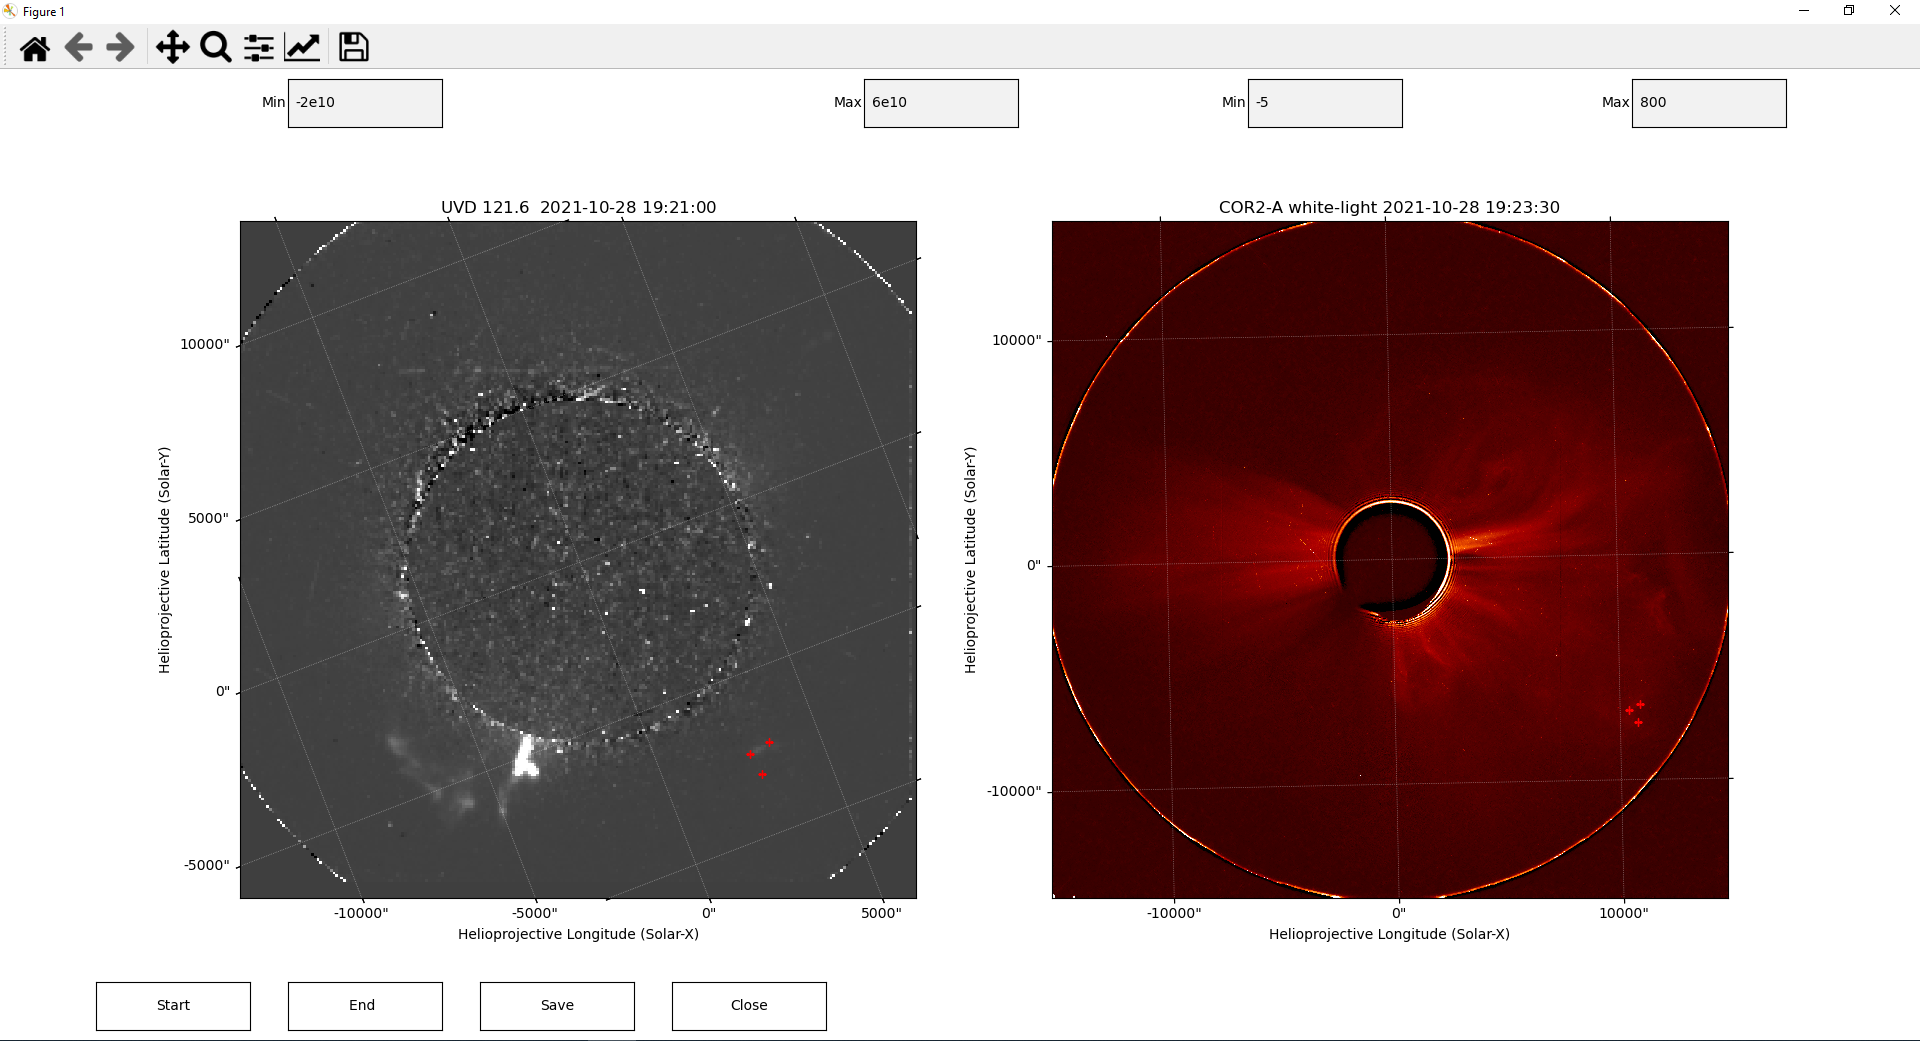 Figure 1
Min -2e10
Max 6e10
Min -5
Max 800
UVD 121.6  2021-10-28 19:21:00
10000"
5000"
0"
-5000"
Helioprojective Latitude (Solar-Y)
-10000"
-5000"
0"
5000"
Helioprojective Longitude (Solar-X)
COR2-A white-light 2021-10-28 19:23:30
10000"
0"
-10000"
Helioprojective Latitude (Solar-Y)
-10000"
0"
10000"
Helioprojective Longitude (Solar-X)
Start
End
Save
Close